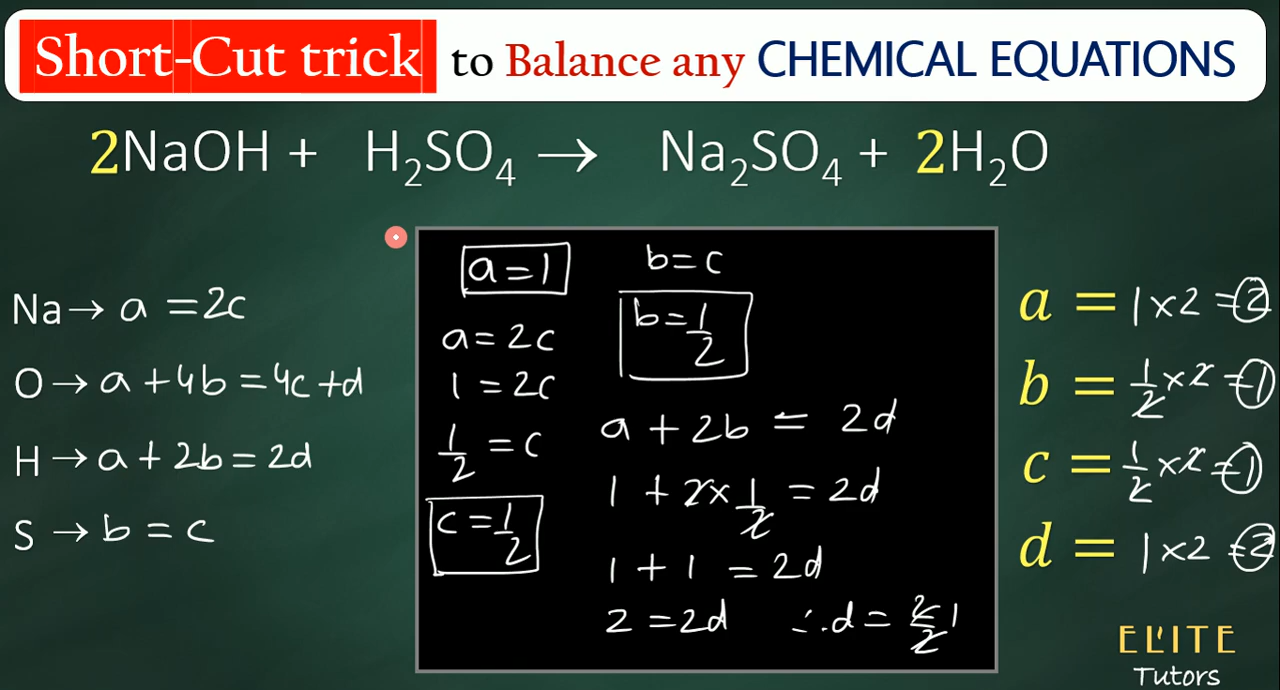 Short-Cut trick to Balance any CHEMICAL EQUATIONS
2NaOH + H₂SO₄ → Na₂SO₄ + 2H₂O
Na → a = 2c
O → a + 4b = 4c + d
H → a + 2b = 2d
S → b = c
a = 1
a = 2c
1 = 2c
1/2 = c
c = 1/2
b = c
b = 1/2
a + 2b = 2d
1 + 2 × 1/2 = 2d
1 + 1 = 2d
2 = 2d ∴ d = 2/2 1
a = 1 × 2 = 2
b = 1/2 × 2 = 1
c = 1/2 × 2 = 1
d = 1 × 2 = 2
ELITE
Tutors